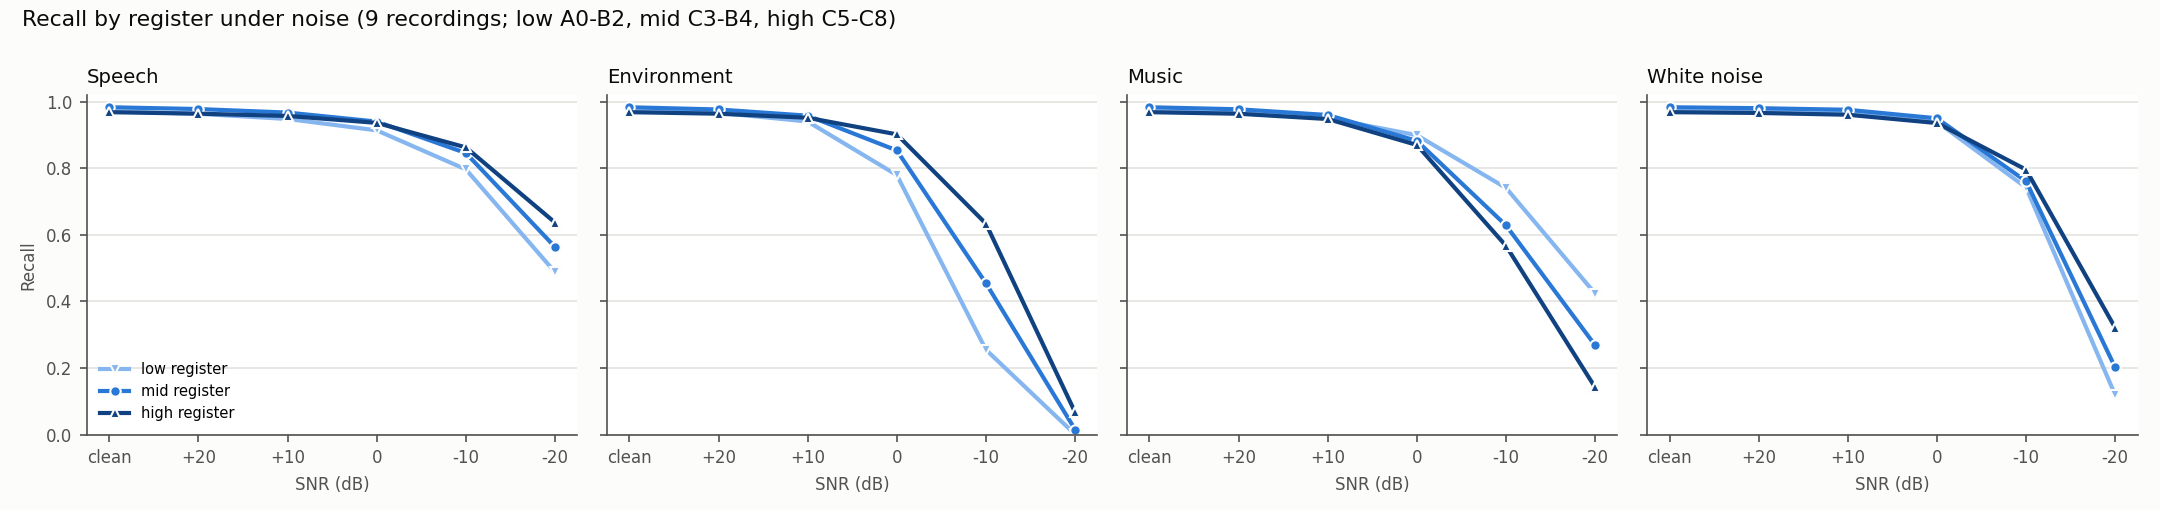 Recall by register under noise (9 recordings; low A0-B2, mid C3-B4, high C5-C8)
Speech
Environment
Music
White noise
Recall
1.0
0.8
0.6
0.4
0.2
0.0
low register
mid register
high register
clean +20 +10 0 -10 -20
SNR (dB)
clean +20 +10 0 -10 -20
SNR (dB)
clean +20 +10 0 -10 -20
SNR (dB)
clean +20 +10 0 -10 -20
SNR (dB)